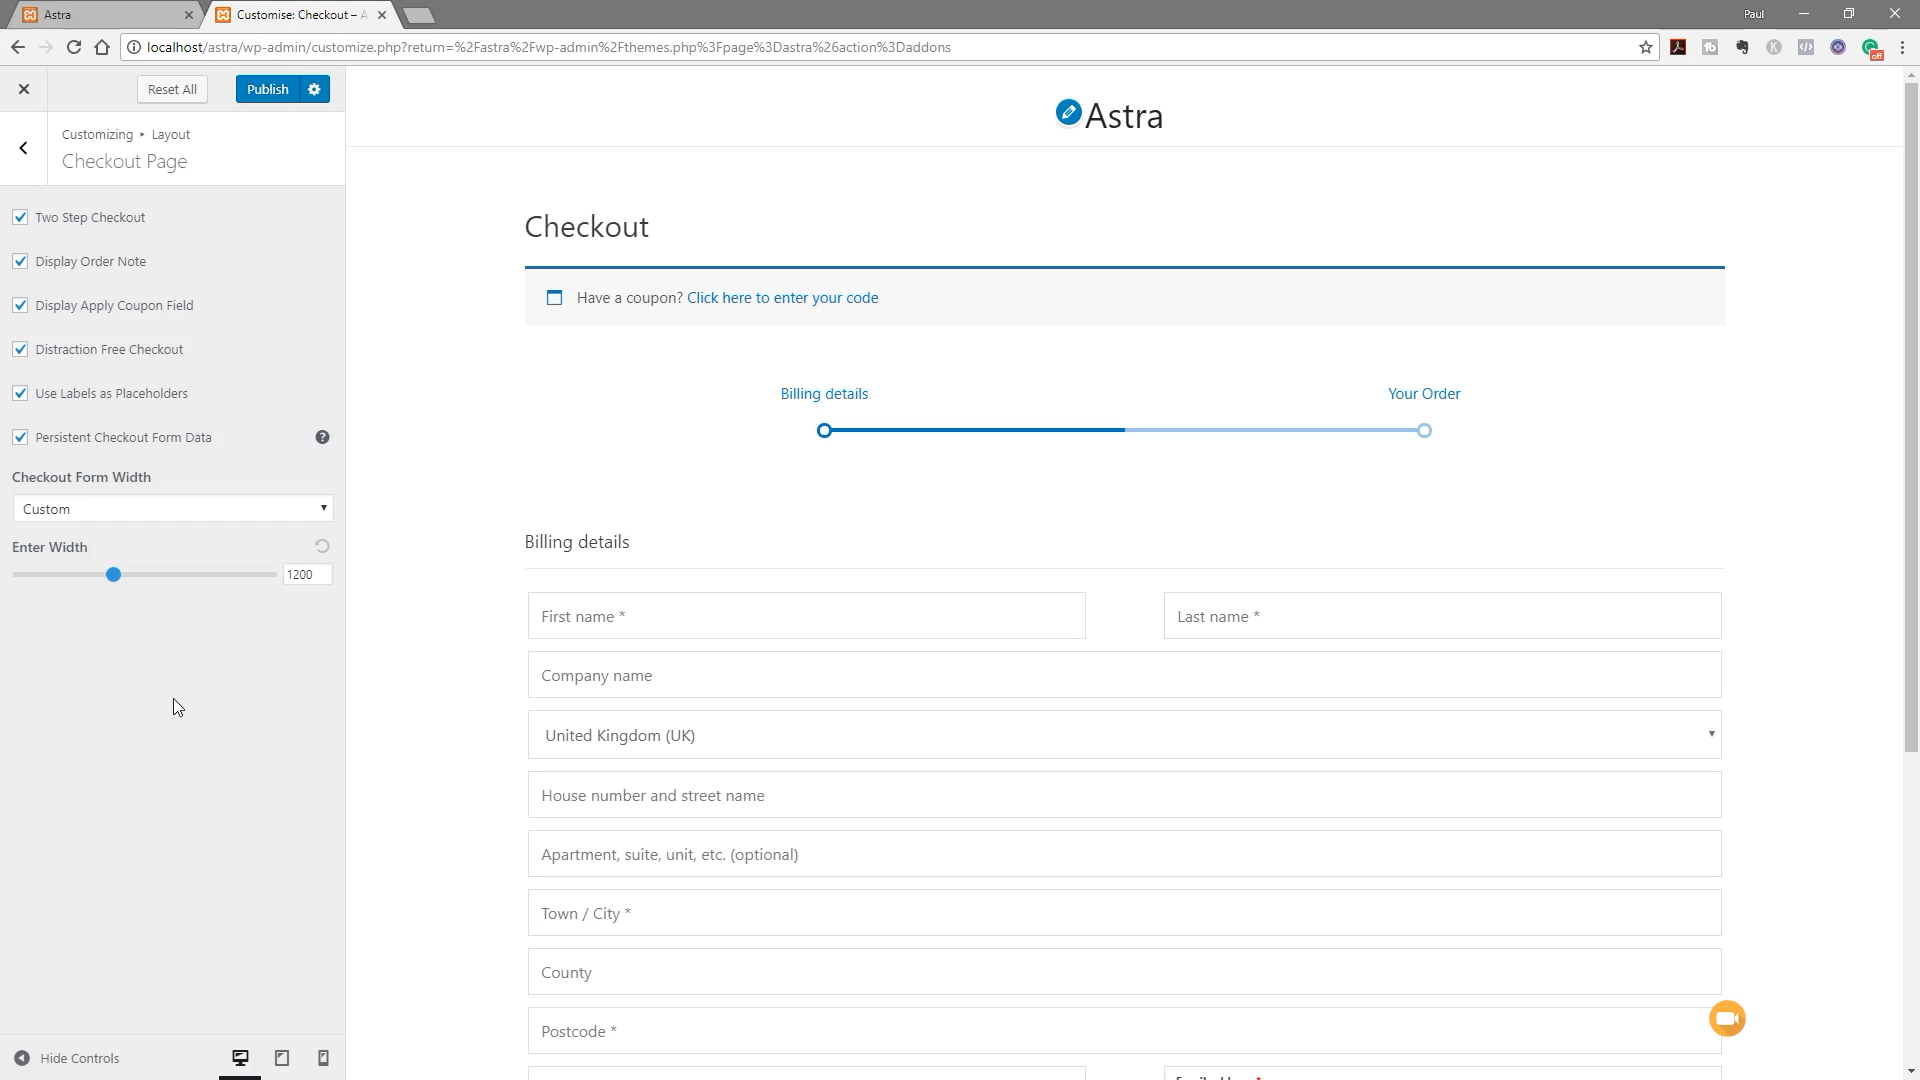 Astra
Customise: Checkout – A
Paul
localhost/astra/wp-admin/customize.php?return=%2Fastra%2Fwp-admin%2Fthemes.php%3Fpage%3Dastra%26action%3Daddons
off
Reset All
Publish
Customizing ▸ Layout
Checkout Page
Two Step Checkout
Display Order Note
Display Apply Coupon Field
Distraction Free Checkout
Use Labels as Placeholders
Persistent Checkout Form Data
Checkout Form Width
Custom
Enter Width
1200
Hide Controls
Astra
Checkout
Have a coupon? Click here to enter your code
Billing details
Your Order
Billing details
First name *
Last name *
Company name
United Kingdom (UK)
House number and street name
Apartment, suite, unit, etc. (optional)
Town / City *
County
Postcode *